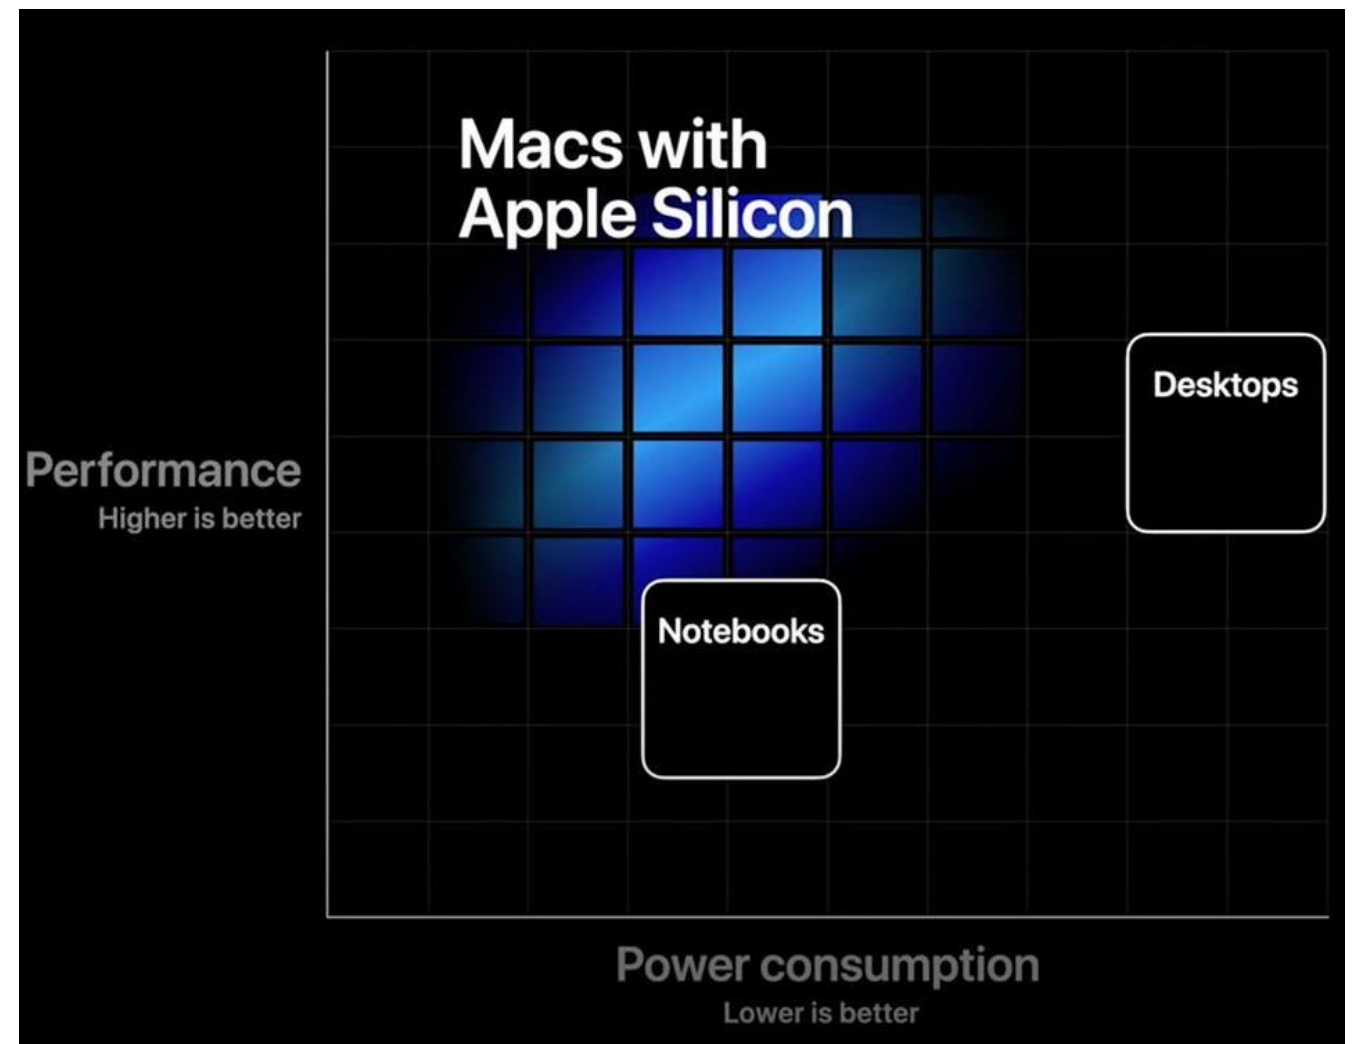 Macs with
Apple Silicon
Desktops
Performance
Higher is better
Notebooks
Power consumption
Lower is better